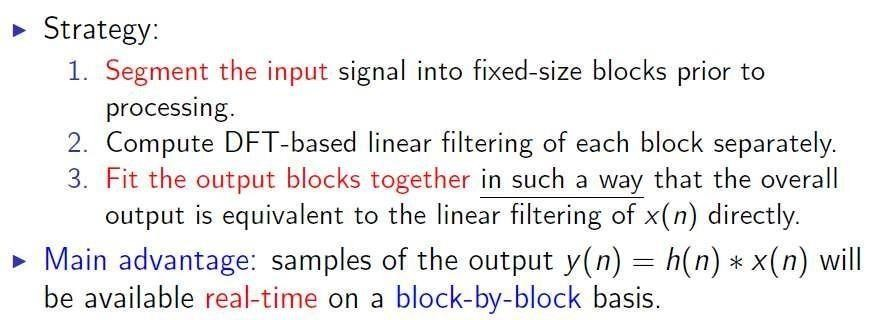 ▶ Strategy:
1. Segment the input signal into fixed-size blocks prior to
processing.
2. Compute DFT-based linear filtering of each block separately.
3. Fit the output blocks together in such a way that the overall
output is equivalent to the linear filtering of x(n) directly.
▶ Main advantage: samples of the output y(n) = h(n) ∗ x(n) will
be available real-time on a block-by-block basis.